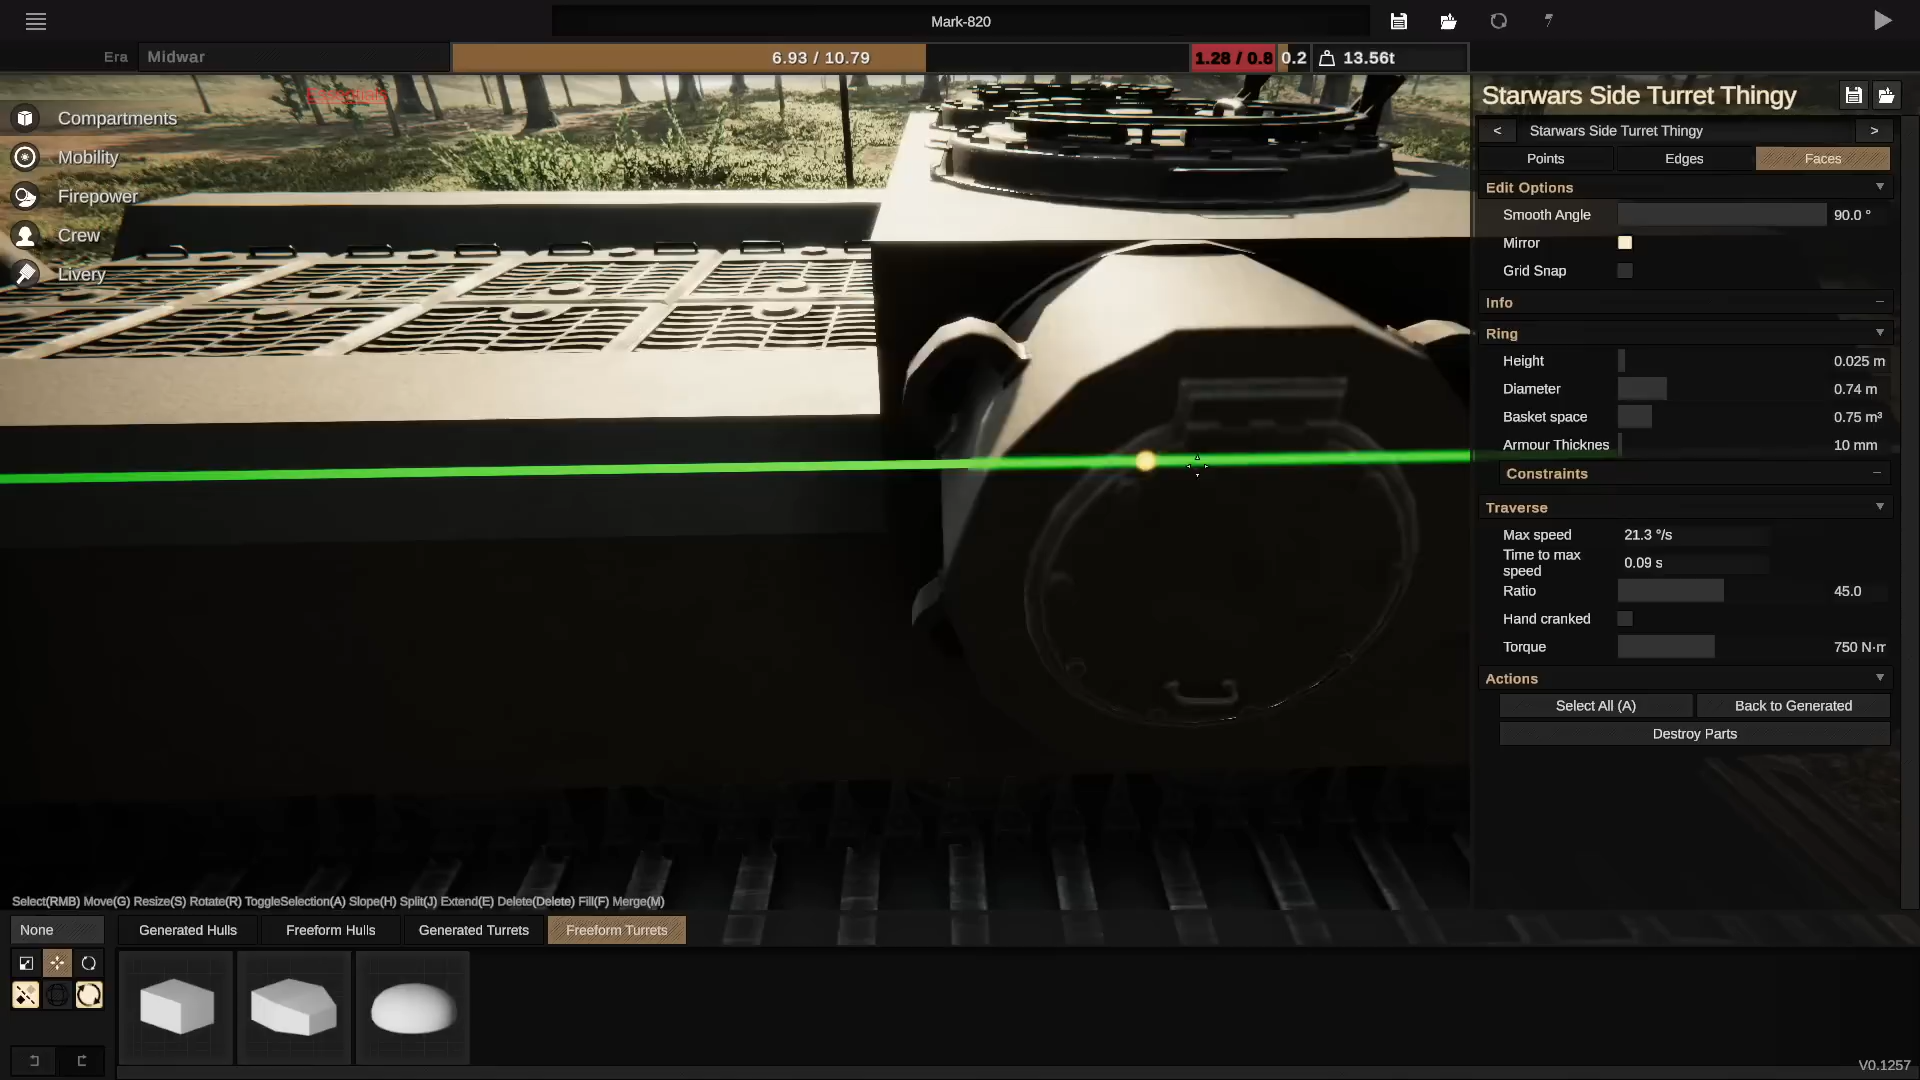 Mark-820
Era
Midwar
6.93 / 10.79
1.28 / 0.8
0.2
13.56t
Essentials
Compartments
Mobility
Firepower
Crew
Livery
Starwars Side Turret Thingy
<
Starwars Side Turret Thingy
>
Points
Edges
Faces
Edit Options
Smooth Angle
90.0 °
Mirror
Grid Snap
Info
Ring
Height
0.025 m
Diameter
0.74 m
Basket space
0.75 m³
Armour Thicknes
10 mm
Constraints
Traverse
Max speed
21.3 °/s
Time to max
speed
0.09 s
Ratio
45.0
Hand cranked
Torque
750 N·m
Actions
Select All (A)
Back to Generated
Destroy Parts
Select(RMB) Move(G) Resize(S) Rotate(R) ToggleSelection(A) Slope(H) Split(J) Extend(E) Delete(Delete) Fill(F) Merge(M)
None
Generated Hulls
Freeform Hulls
Generated Turrets
Freeform Turrets
V0.1257